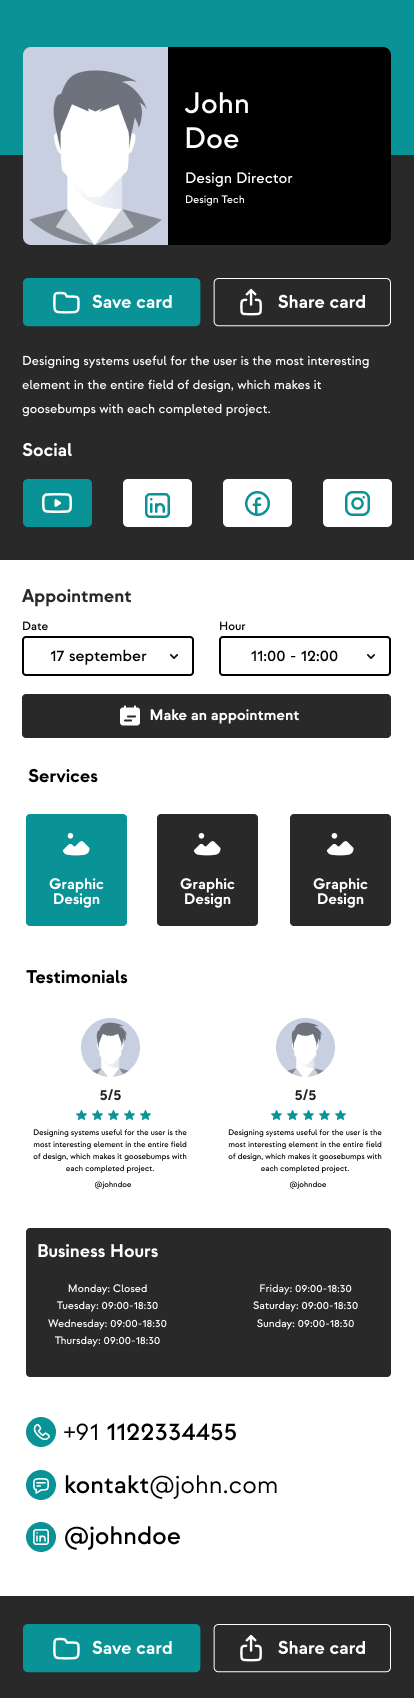 John
Doe
Design Director
Design Tech
Save card
Share card
Designing systems useful for the user is the most interesting
element in the entire field of design, which makes it
goosebumps with each completed project.
Social
Appointment
Date
Hour
17 september
11:00 - 12:00
Make an appointment
Services
Graphic
Design
Graphic
Design
Graphic
Design
Testimonials
5/5
Designing systems useful for the user is the
most interesting element in the entire field
of design, which makes it goosebumps with
each completed project.
@johndoe
5/5
Designing systems useful for the user is the
most interesting element in the entire field
of design, which makes it goosebumps with
each completed project.
@johndoe
Business Hours
Monday: Closed
Tuesday: 09:00-18:30
Wednesday: 09:00-18:30
Thursday: 09:00-18:30
Friday: 09:00-18:30
Saturday: 09:00-18:30
Sunday: 09:00-18:30
+91 1122334455
kontakt@john.com
@johndoe
Save card
Share card